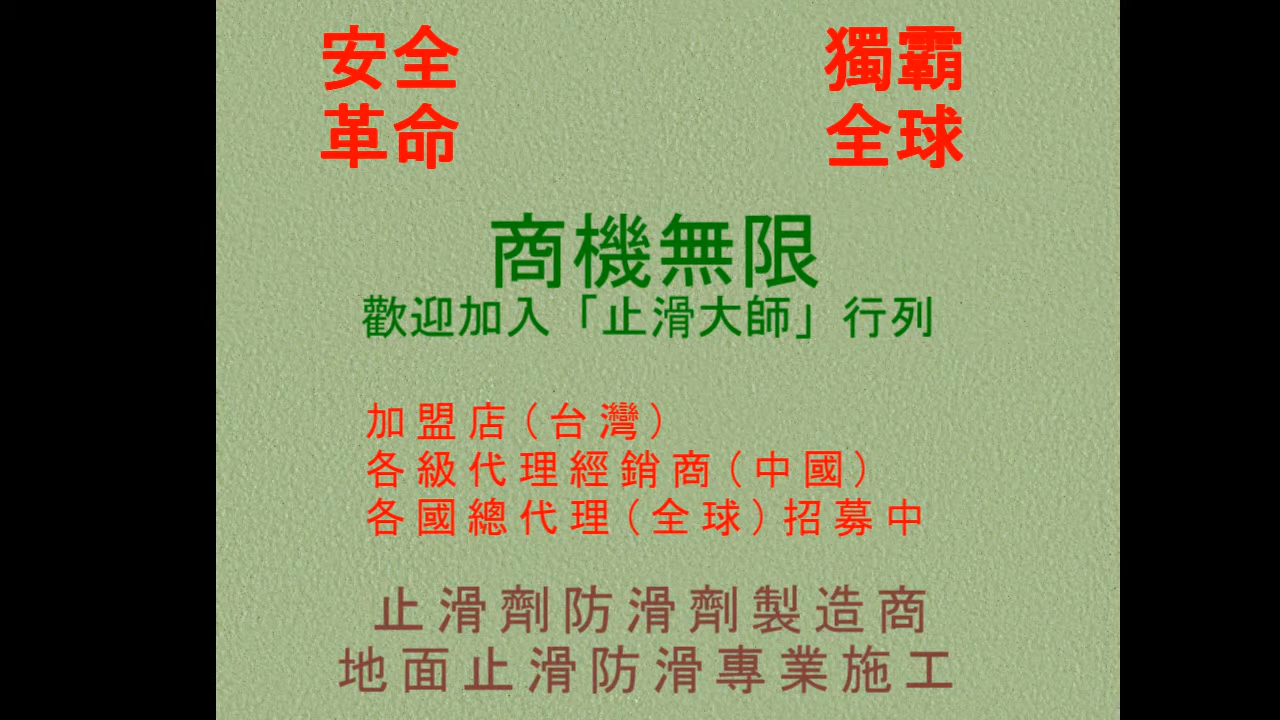 安全
革命
獨霸
全球
商機無限
歡迎加入「止滑大師」行列
加盟店(台灣)
各級代理經銷商(中國)
各國總代理(全球)招募中
止滑劑防滑劑製造商
地面止滑防滑專業施工